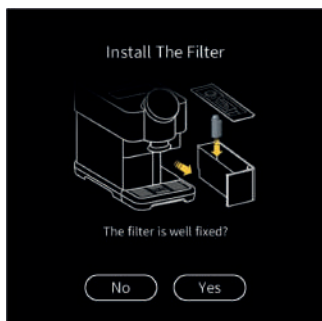 Install The Filter
The filter is well fixed?
No
Yes